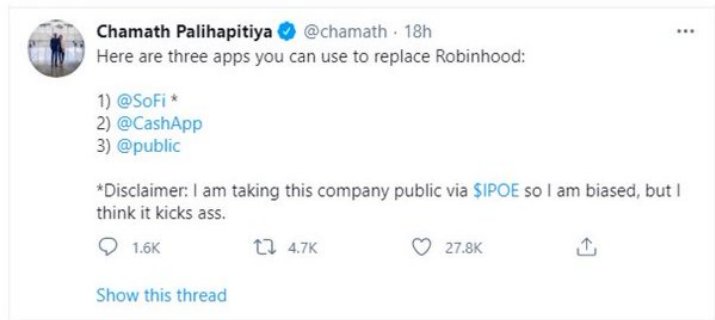 Chamath Palihapitiya @chamath · 18h
Here are three apps you can use to replace Robinhood:
1) @SoFi *
2) @CashApp
3) @public
*Disclaimer: I am taking this company public via $IPOE so I am biased, but I
think it kicks ass.
1.6K 4.7K 27.8K
Show this thread